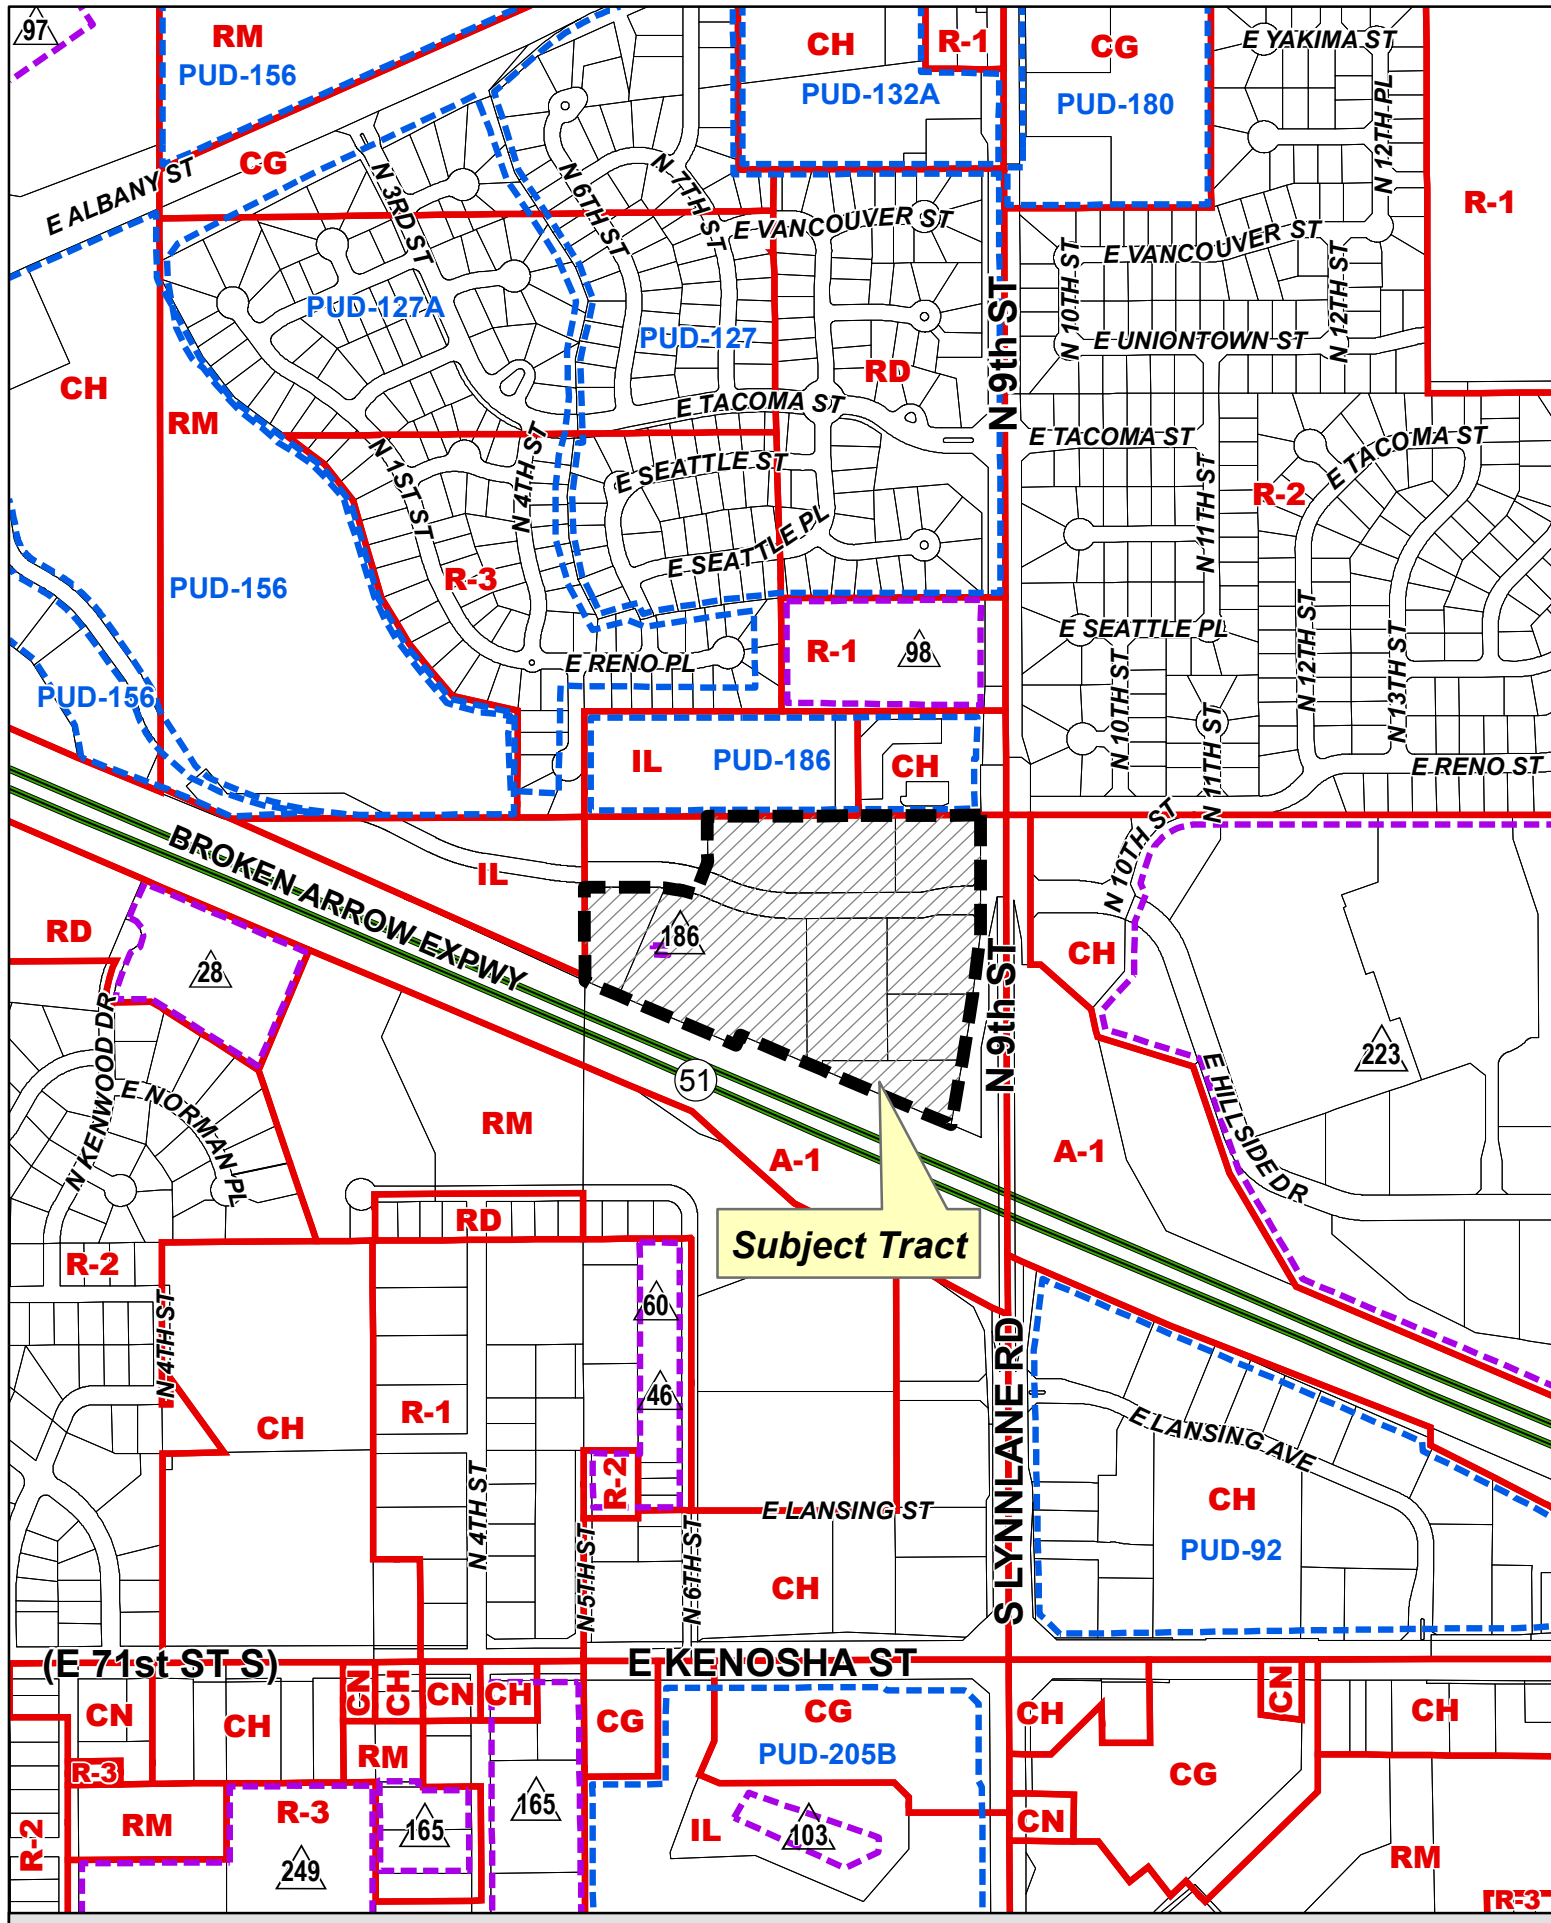 97
RM
PUD-156
CH
R-1
CG
E YAKIMA ST
PUD-132A
PUD-180
N 12TH PL
E ALBANY ST
CG
N 3RD ST
N 6TH ST
N 7TH ST
E VANCOUVER ST
R-1
N 10TH ST
E VANCOUVER ST
N 12TH ST
PUD-127A
PUD-127
N 9th ST
E UNIONTOWN ST
CH
RM
RD
E TACOMA ST
N 1ST ST
N 4TH ST
E SEATTLE ST
E TACOMA ST
N 11TH ST
R-2
E TACOMA ST
E SEATTLE PL
R-3
PUD-156
E SEATTLE PL
N 12TH ST
N 13TH ST
R-1
98
E RENO PL
PUD-156
N 10TH ST
N 11TH ST
IL
PUD-186
CH
E RENO ST
BROKEN ARROW EXPWY
IL
N 10TH ST
RD
28
186
N 9th ST
CH
N KENWOOD DR
E NORMAN PL
51
223
E HILLSIDE DR
RM
A-1
A-1
RD
Subject Tract
R-2
60
N 4TH ST
46
S LYNNLANE RD
CH
R-1
E LANSING AVE
R-2
N 4TH ST
E LANSING ST
CH
PUD-92
N 5TH ST
N 6TH ST
CH
(E 71st ST S)
E KENOSHA ST
CN
CH
CN
CH
CN
CH
CG
CG
CH
CN
CH
PUD-205B
R-3
RM
CG
RM
R-3
165
165
IL
103
CN
R-2
249
RM
R-3